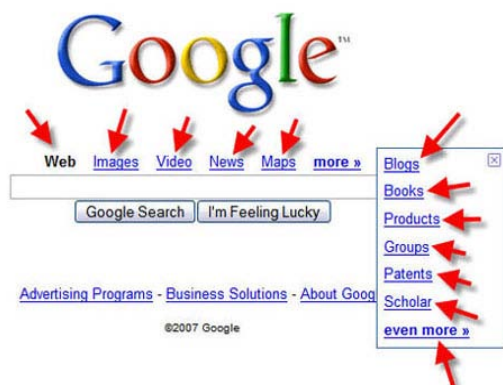 Google™
Web Images Video News Maps more »
Google Search I'm Feeling Lucky
Blogs
Books
Products
Groups
Patents
Scholar
even more »
Advertising Programs - Business Solutions - About Goog
©2007 Google